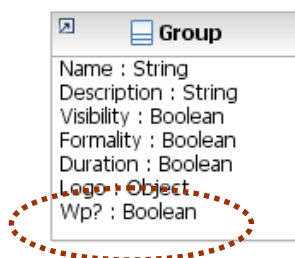 Group
Name : String
Description : String
Visibility : Boolean
Formality : Boolean
Duration : Boolean
Logo : Object
Wp? : Boolean